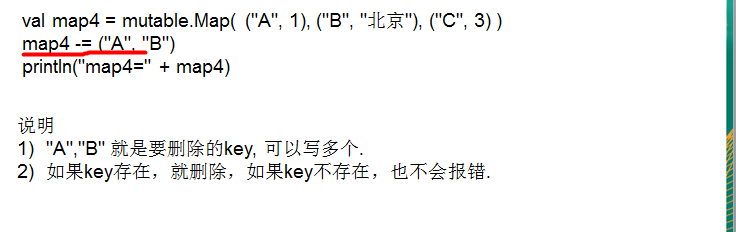 val map4 = mutable.Map( ("A", 1), ("B", "北京"), ("C", 3) )
map4 -= ("A", "B")
println("map4=" + map4)
说明
1) "A","B" 就是要删除的key, 可以写多个.
2) 如果key存在，就删除，如果key不存在，也不会报错.